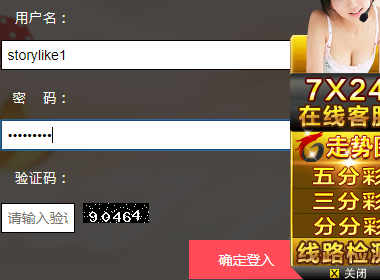 用户名：
storylike1
密 码：
•••••••••
验证码：
请输入验证
90464
确定登入
7X24
在线客服
走势图
五分彩
三分彩
分分彩
线路检测
x 关闭